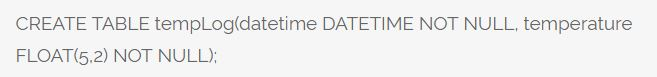 CREATE TABLE tempLog(datetime DATETIME NOT NULL, temperature
FLOAT(5,2) NOT NULL);